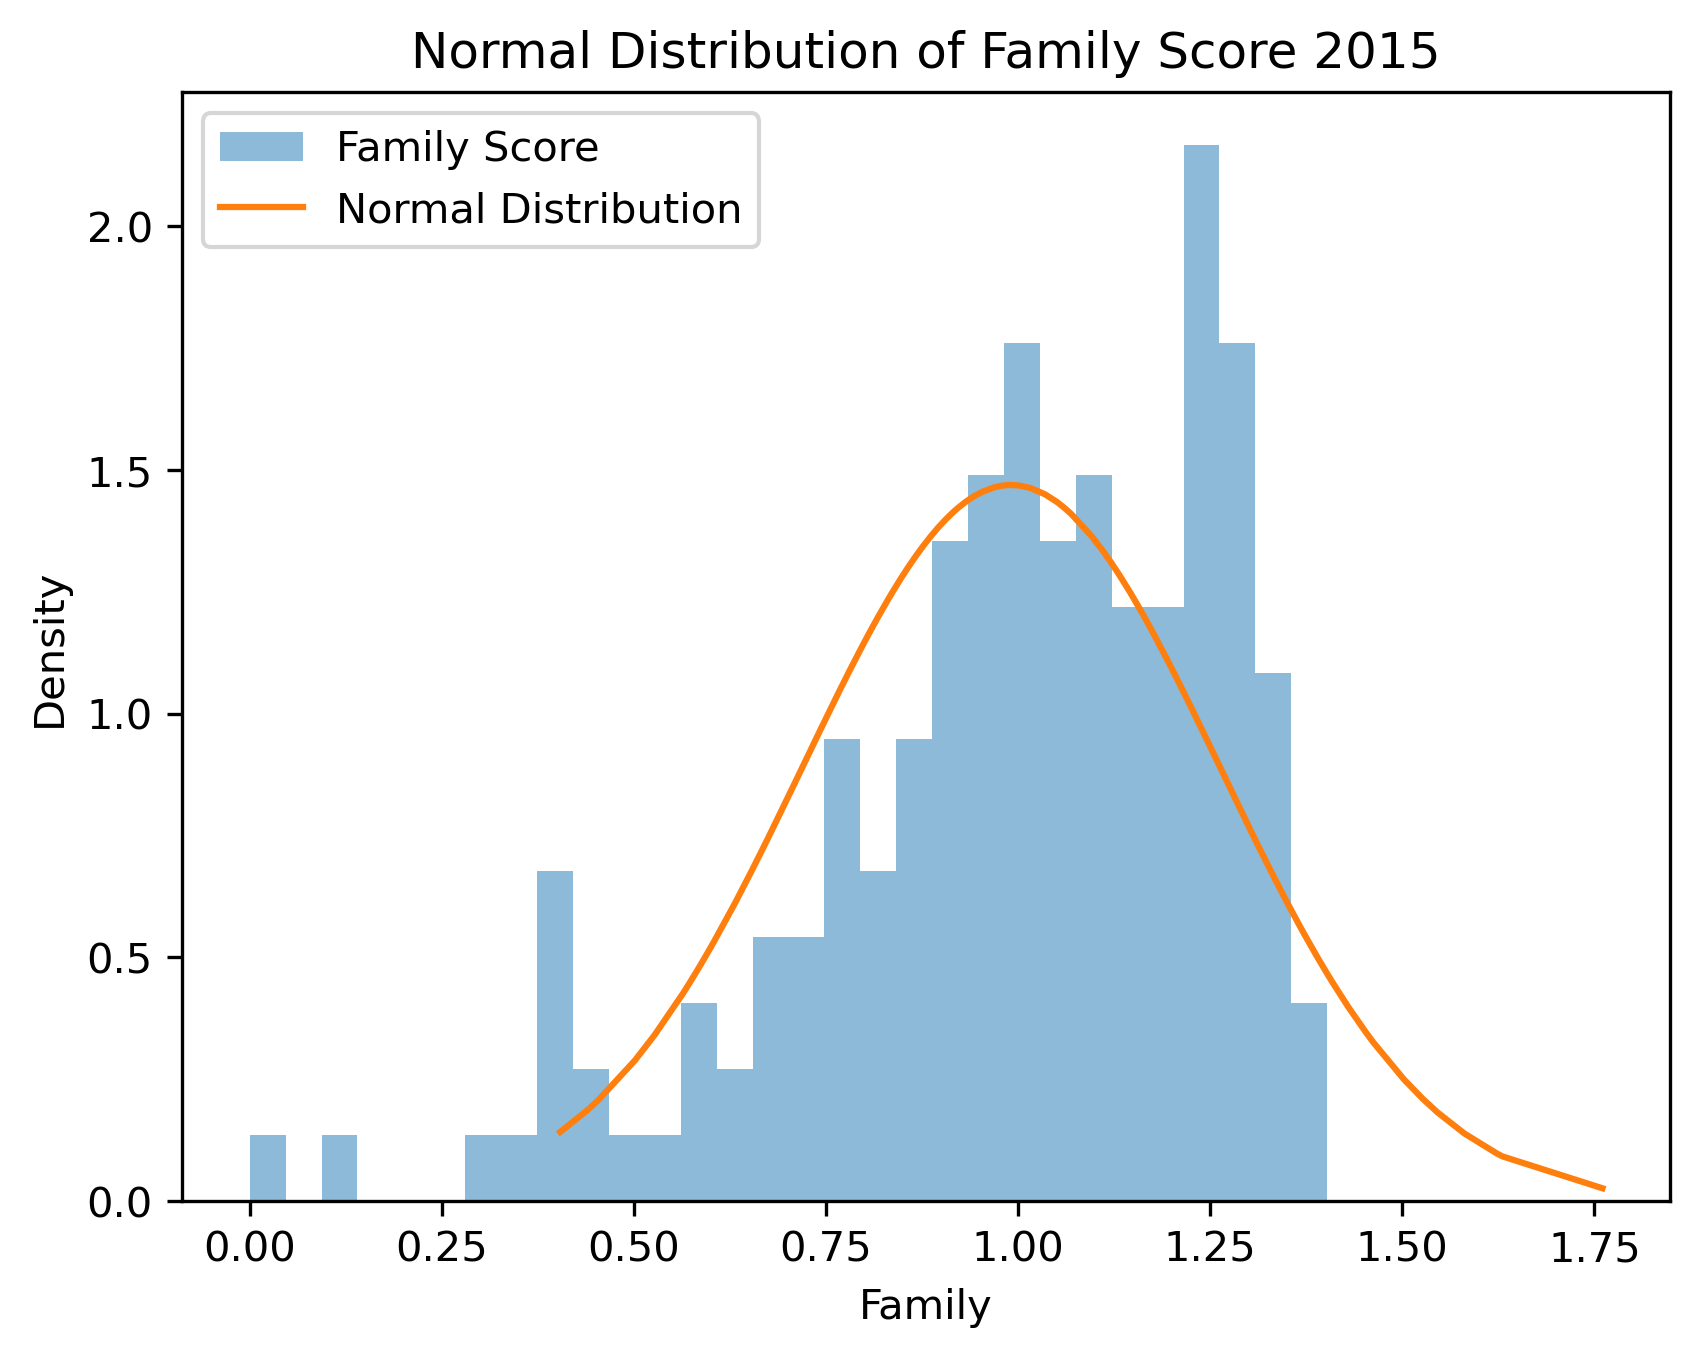 Normal Distribution of Family Score 2015
Family Score
Normal Distribution
2.0
1.5
1.0
0.5
0.0
Density
0.00 0.25 0.50 0.75 1.00 1.25 1.50 1.75
Family